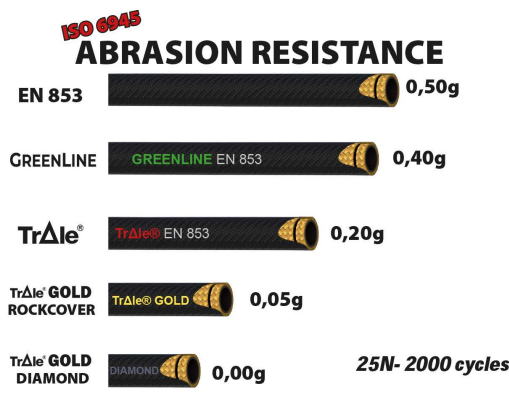 ISO 6945
ABRASION RESISTANCE
EN 853
0,50g
GREENLINE
GREENLINE EN 853
0,40g
TrΔle®
TrΔle® EN 853
0,20g
TrΔle® GOLD
ROCKCOVER
TrΔle® GOLD
0,05g
TrΔle® GOLD
DIAMOND
DIAMOND
0,00g
25N- 2000 cycles